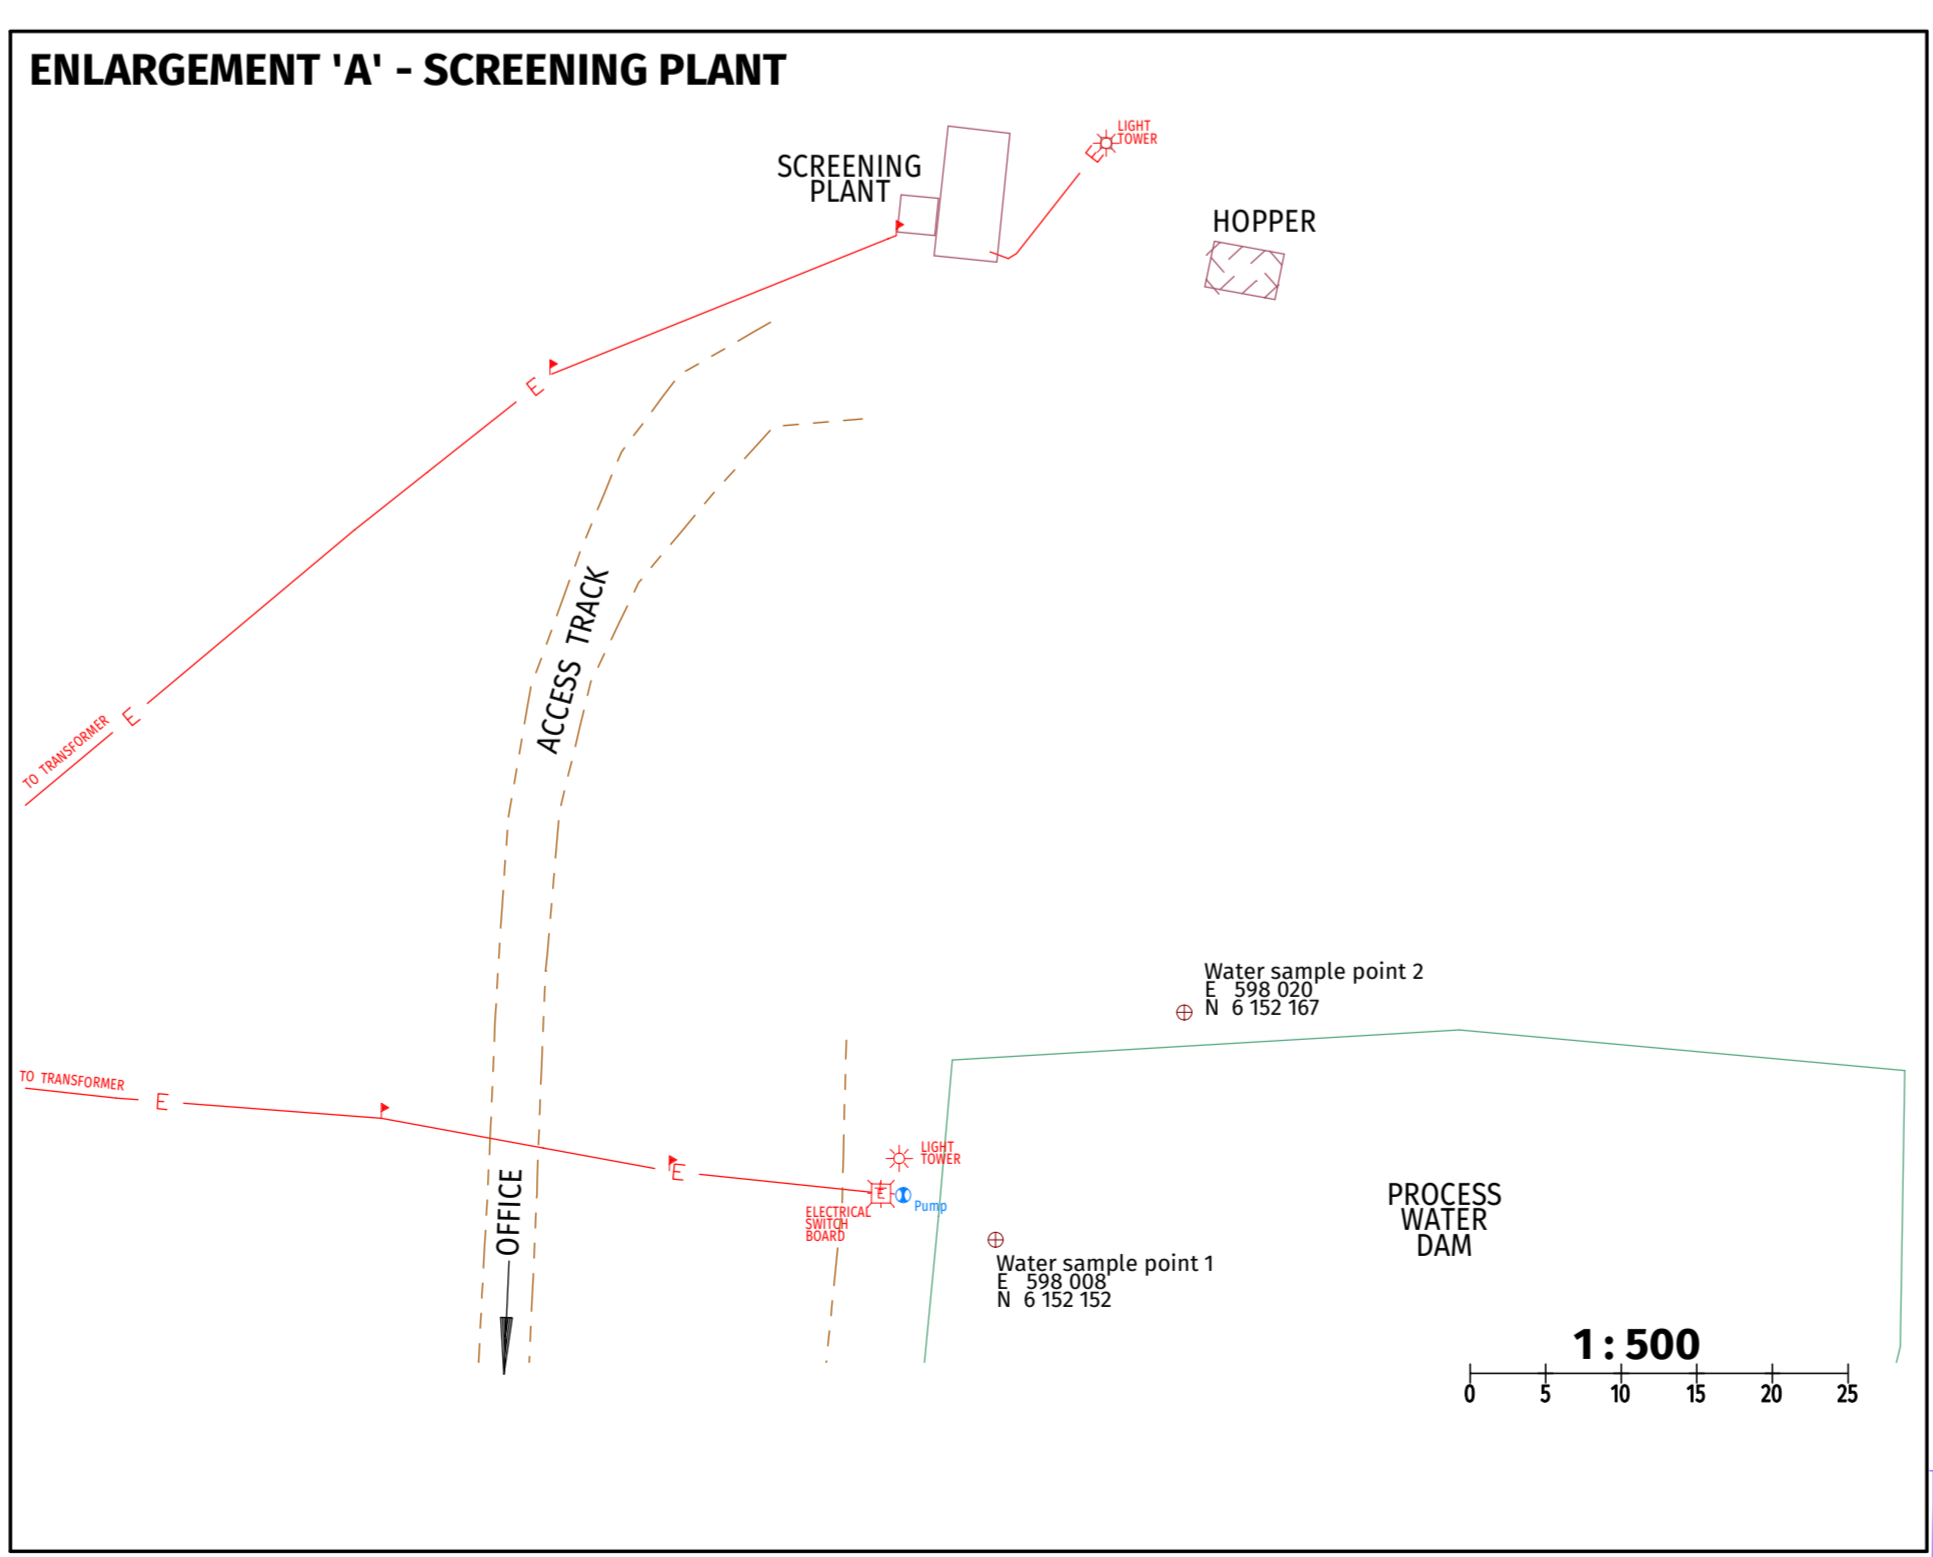 ENLARGEMENT 'A' - SCREENING PLANT
LIGHT
TOWER
SCREENING
PLANT
HOPPER
E
E
ACCESS TRACK
TO TRANSFORMER
E
Water sample point 2
E 598 020
N 6 152 167
TO TRANSFORMER
E
E
LIGHT
TOWER
E
Pump
ELECTRICAL
SWITCH
BOARD
OFFICE
PROCESS
WATER
DAM
Water sample point 1
E 598 008
N 6 152 152
1 : 500
0 5 10 15 20 25